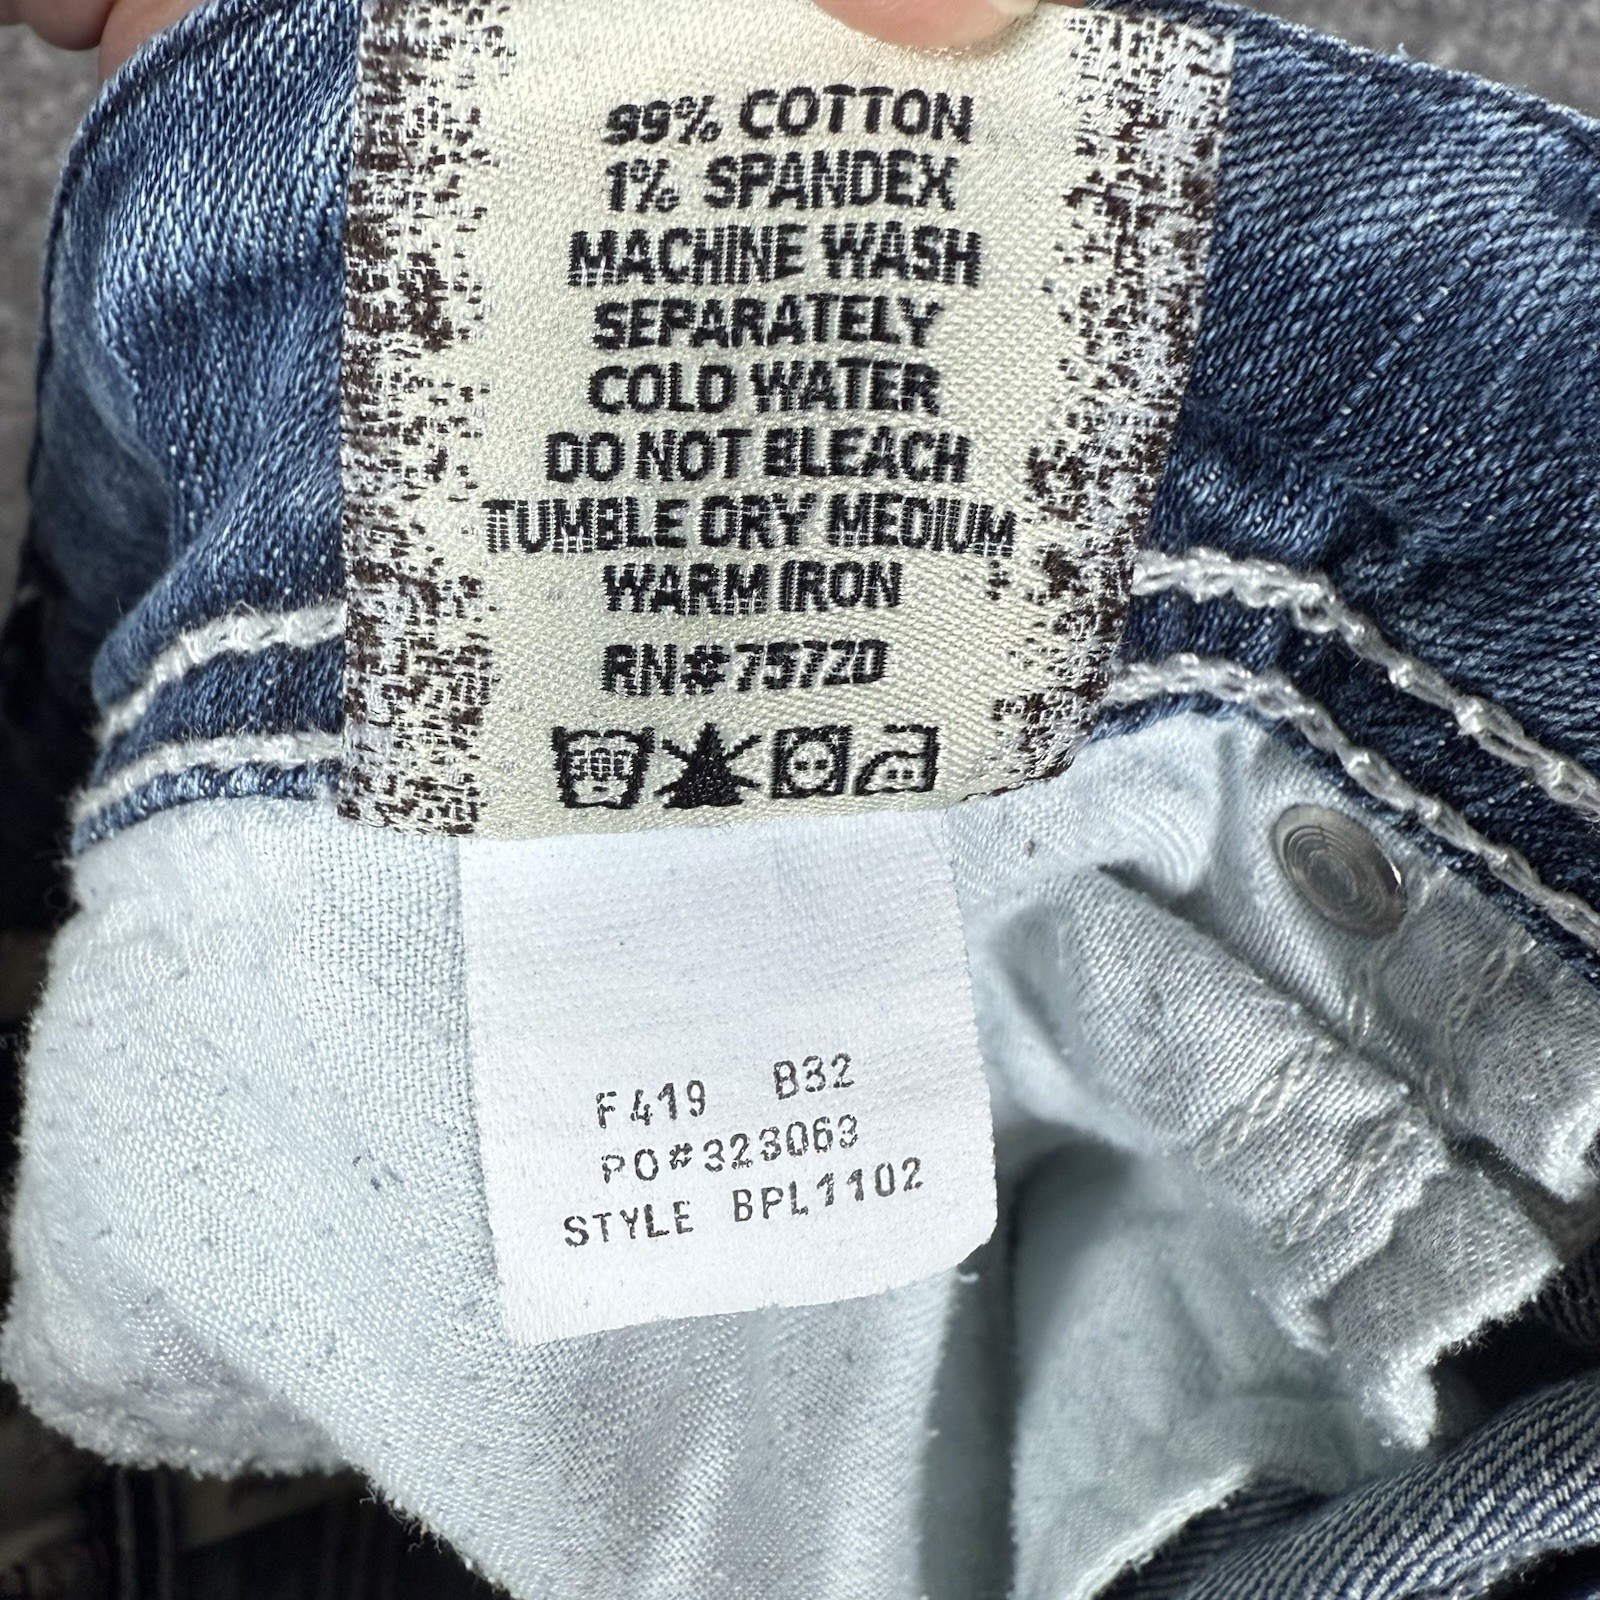 99% COTTON
1% SPANDEX
MACHINE WASH
SEPARATELY
COLD WATER
DO NOT BLEACH
TUMBLE DRY MEDIUM
WARM IRON
RN#75720
F419 B32
PO#323063
STYLE BPL1102